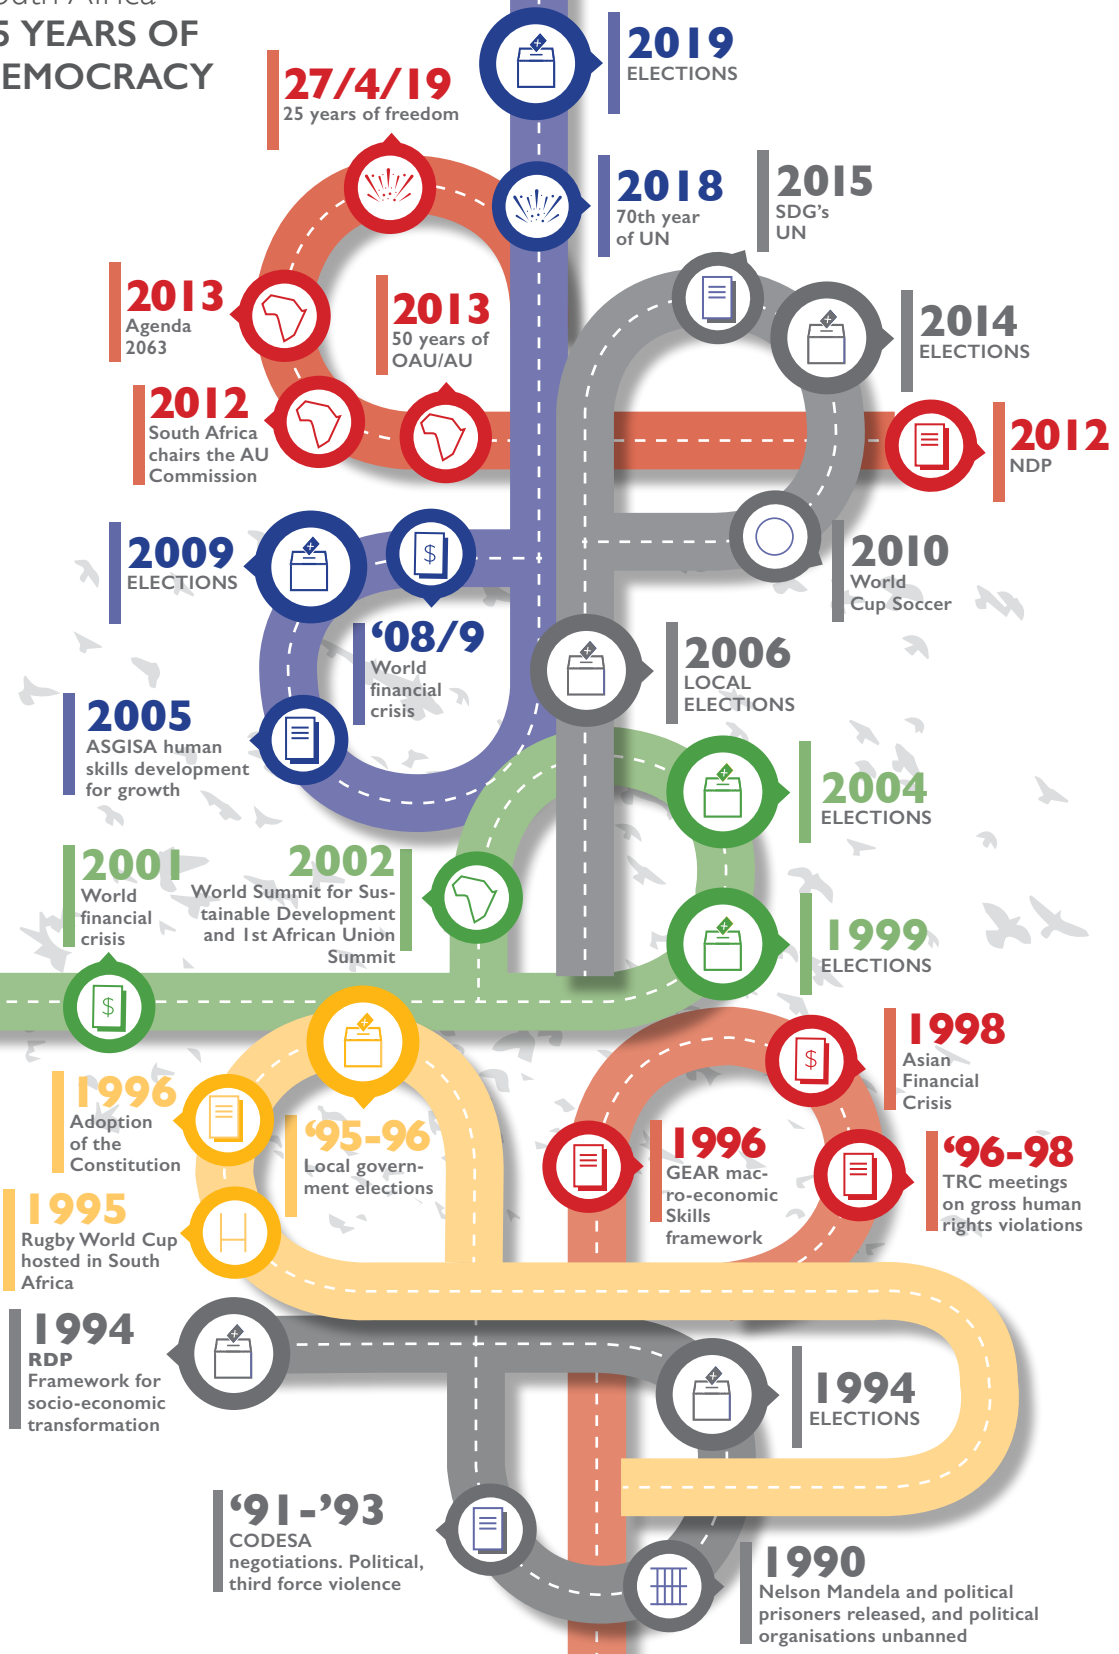 South Africa
5 YEARS OF
EMOCRACY
2019
ELECTIONS
27/4/19
25 years of freedom
2018
70th year
of UN
2015
SDG's
UN
2013
Agenda
2063
2013
50 years of
OAU/AU
2014
ELECTIONS
2012
South Africa
chairs the AU
Commission
2012
NDP
2009
ELECTIONS
$
2010
World
Cup Soccer
‘08/9
World
financial
crisis
2006
LOCAL
ELECTIONS
2005
ASGISA human
skills development
for growth
2004
ELECTIONS
2001
World
financial
crisis
2002
World Summit for Sus-
tainable Development
and 1st African Union
Summit
1999
ELECTIONS
$
1998
Asian
Financial
Crisis
$
1996
Adoption
of the
Constitution
‘95-96
Local govern-
ment elections
1996
GEAR mac-
ro-economic
Skills
framework
‘96-98
TRC meetings
on gross human
rights violations
1995
Rugby World Cup
hosted in South
Africa
1994
RDP
Framework for
socio-economic
transformation
1994
ELECTIONS
‘91-’93
CODESA
negotiations. Political,
third force violence
1990
Nelson Mandela and political
prisoners released, and political
organisations unbanned